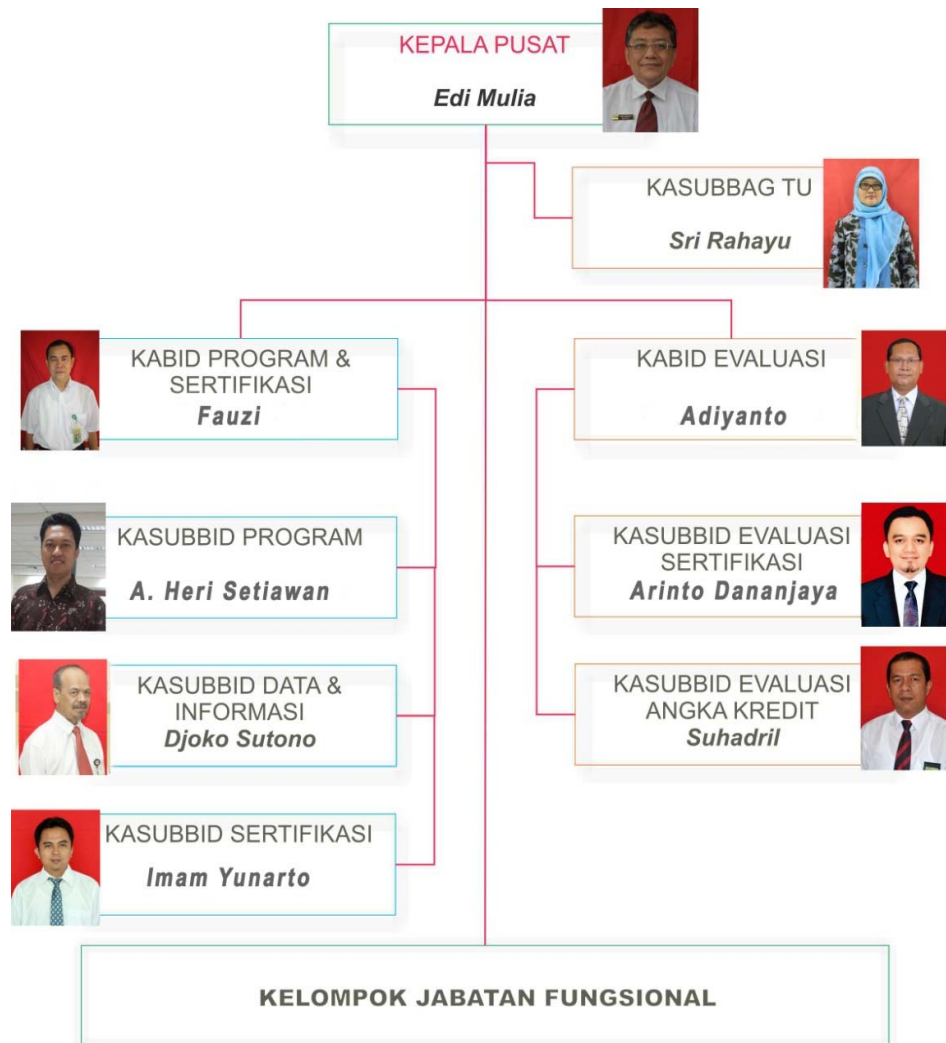 KEPALA PUSAT
Edi Mulia
KASUBBAG TU
Sri Rahayu
KABID PROGRAM &
SERTIFIKASI
Fauzi
KABID EVALUASI
Adiyanto
KASUBBID PROGRAM
A. Heri Setiawan
KASUBBID EVALUASI
SERTIFIKASI
Arinto Dananjaya
KASUBBID DATA &
INFORMASI
Djoko Sutono
KASUBBID EVALUASI
ANGKA KREDIT
Suhadril
KASUBBID SERTIFIKASI
Imam Yunarto
KELOMPOK JABATAN FUNGSIONAL